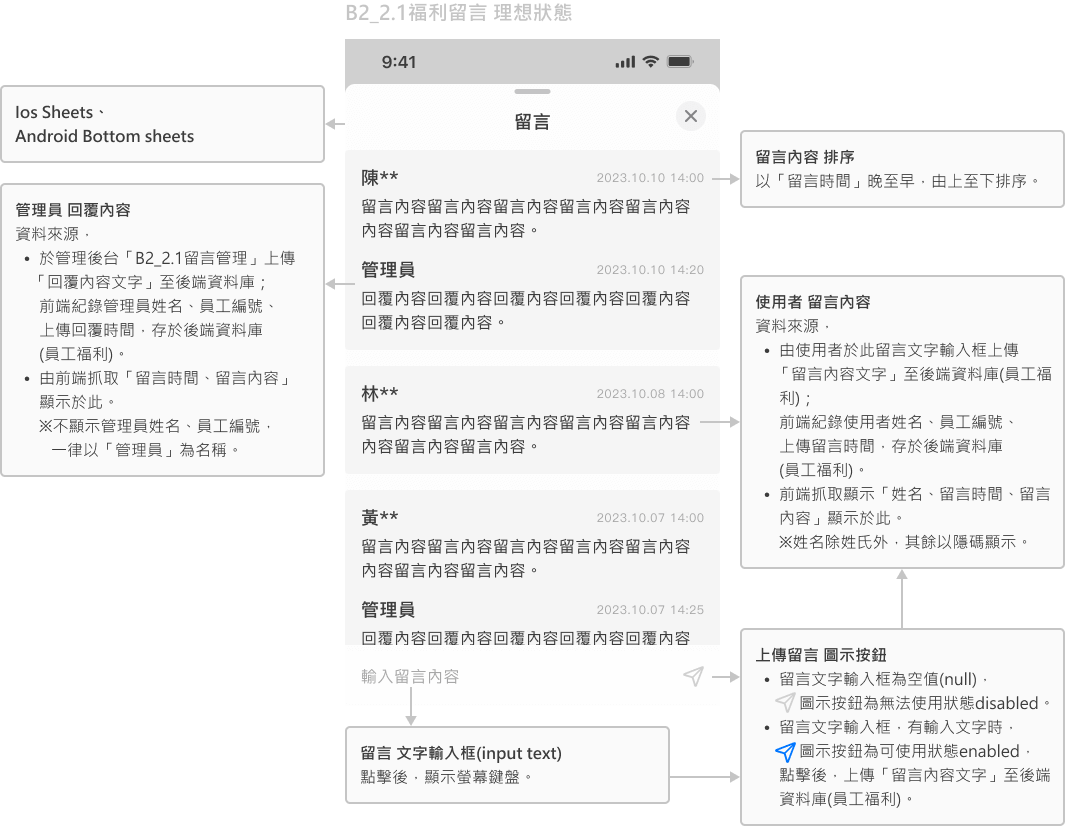 B2_2.1福利留言 理想狀態
9:41
留言
陳**
2023.10.10 14:00
留言內容留言內容留言內容留言內容留言內容
內容留言內容留言內容。
管理員
2023.10.10 14:20
回覆內容回覆內容回覆內容回覆內容回覆內容
回覆內容回覆內容。
林**
2023.10.08 14:00
留言內容留言內容留言內容留言內容留言內容
內容留言內容留言內容。
黃**
2023.10.07 14:00
留言內容留言內容留言內容留言內容留言內容
內容留言內容留言內容。
管理員
2023.10.07 14:25
回覆內容回覆內容回覆內容回覆內容回覆內容
輸入留言內容
Ios Sheets、
Android Bottom sheets
管理員 回覆內容
資料來源，
• 於管理後台「B2_2.1留言管理」上傳
「回覆內容文字」至後端資料庫；
前端紀錄管理員姓名、員工編號、
上傳回覆時間，存於後端資料庫
(員工福利)。
• 由前端抓取「留言時間、留言內容」
顯示於此。
※不顯示管理員姓名、員工編號，
一律以「管理員」為名稱。
留言內容 排序
以「留言時間」晚至早，由上至下排序。
使用者 留言內容
資料來源，
• 由使用者於此留言文字輸入框上傳
「留言內容文字」至後端資料庫(員工福
利)；
前端紀錄使用者姓名、員工編號、
上傳留言時間，存於後端資料庫
(員工福利)。
• 前端抓取顯示「姓名、留言時間、留言
內容」顯示於此。
※姓名除姓氏外，其餘以隱碼顯示。
上傳留言 圖示按鈕
• 留言文字輸入框為空值(null)，
圖示按鈕為無法使用狀態disabled。
• 留言文字輸入框，有輸入文字時，
圖示按鈕為可使用狀態enabled，
點擊後，上傳「留言內容文字」至後端
資料庫(員工福利)。
留言 文字輸入框(input text)
點擊後，顯示螢幕鍵盤。